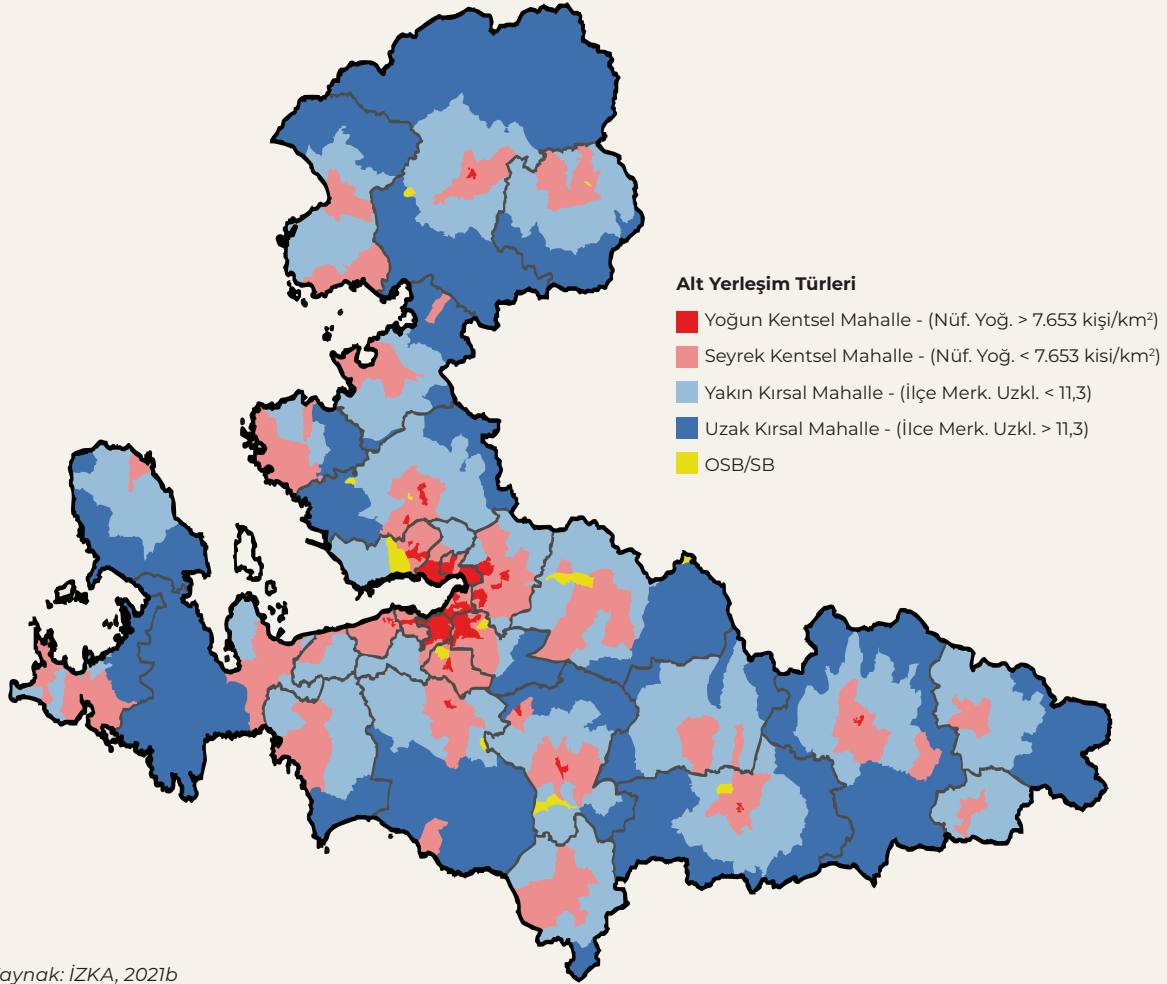 Alt Yerleşim Türleri
Yoğun Kentsel Mahalle - (Nüf. Yoğ. > 7.653 kişi/km²)
Seyrek Kentsel Mahalle - (Nüf. Yoğ. < 7.653 kisi/km²)
Yakın Kırsal Mahalle - (İlçe Merk. Uzkl. < 11,3)
Uzak Kırsal Mahalle - (İlce Merk. Uzkl. > 11,3)
OSB/SB
aynak: İZKA, 2021b